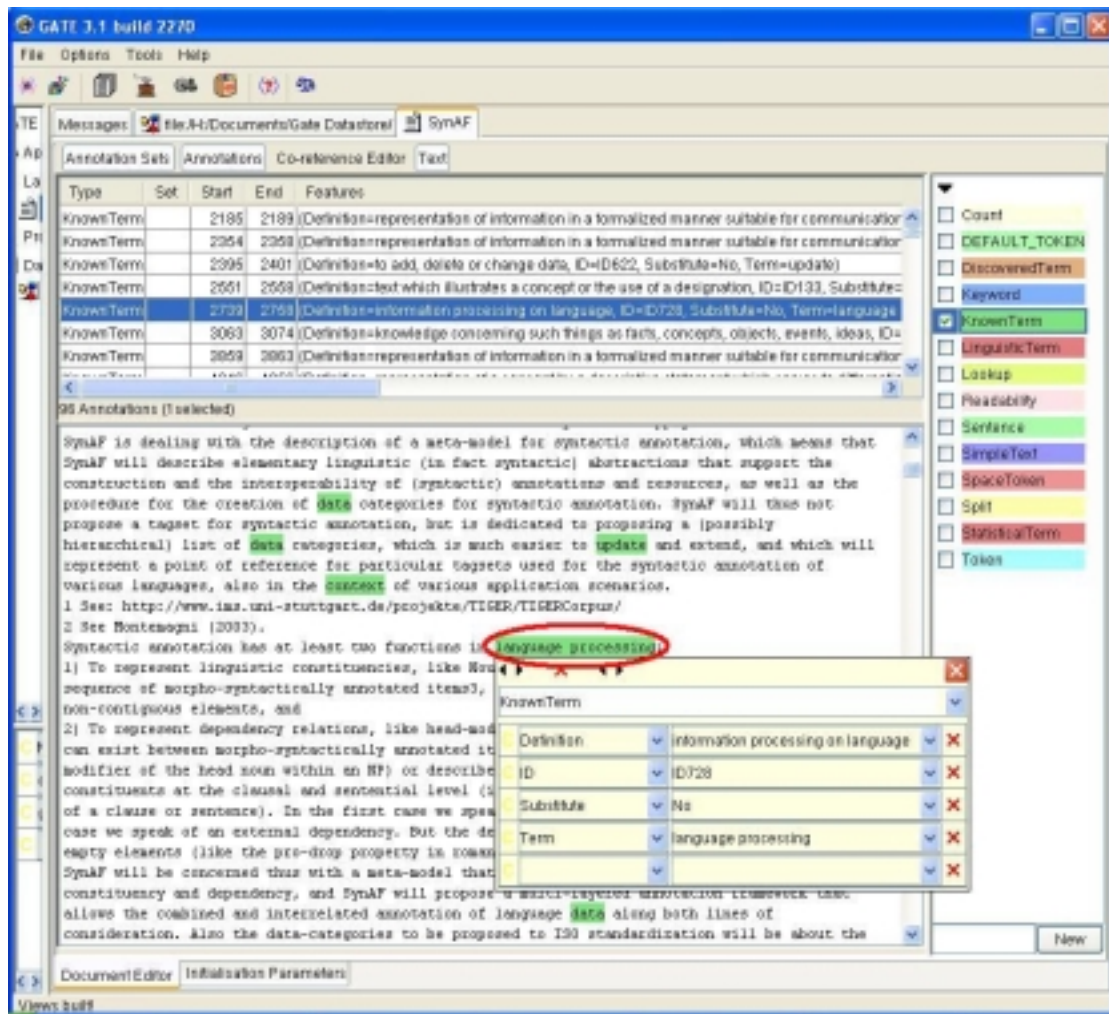 GATE 3.1 build 2270
File Options Tools Help
Messages file:/H:/Documents/Gate Datastore/ SynAF
Annotation Sets Annotations Co-reference Editor Text
Type Set Start End Features
KnownTerm 2185 2189 {Definition=representation of information in a formalized manner suitable for communication
KnownTerm 2354 2358 {Definition=representation of information in a formalized manner suitable for communication
KnownTerm 2395 2401 {Definition=to add, delete or change data, ID=ID622, Substitute=No, Term=update}
KnownTerm 2551 2558 {Definition=text which illustrates a concept or the use of a designation, ID=ID133, Substitute=
KnownTerm 2739 2758 {Definition=information processing on language, ID=ID728, Substitute=No, Term=language
KnownTerm 3063 3074 {Definition=knowledge concerning such things as facts, concepts, objects, events, ideas, ID=
KnownTerm 3859 3863 {Definition=representation of information in a formalized manner suitable for communication
Annotations (1 selected)
SynAF is dealing with the description of a meta-model for syntactic annotation, which means that
SynAF will describe elementary linguistic (in fact syntactic) abstractions that support the
construction and the interoperability of (syntactic) annotations and resources, as well as the
procedure for the creation of data categories for syntactic annotation. SynAF will thus not
propose a tagset for syntactic annotation, but is dedicated to proposing a (possibly
hierarchical) list of data categories, which is much easier to update and extend, and which will
represent a point of reference for particular tagsets used for the syntactic annotation of
various languages, also in the context of various application scenarios.
1 See: http://www.ims.uni-stuttgart.de/projekte/TIGER/TIGERCorpus/
2 See Montemagni (2003).
Syntactic annotation has at least two functions in language processing:
1) To represent linguistic constituencies, like
sequence of morpho-syntactically annotated items3,
non-contiguous elements, and
2) To represent dependency relations, like
can exist between morpho-syntactically annotated
modifier of the head noun within an NP) or describe
constituents at the clausal and sentential level
of a clause or sentence). In the first case we
case we speak of an external dependency. But the
empty elements (like the pro-drop property in
SynAF will be concerned thus with a meta-model that
constituency and dependency, and SynAF will propose a multi-layered annotation framework that
allows the combined and interrelated annotation of language data along both lines of
consideration. Also the data-categories to be proposed to ISO standardization will be about the
KnownTerm
Definition information processing on language
ID ID728
Substitute No
Term language processing
Count
DEFAULT_TOKEN
DiscoveredTerm
Keyword
KnownTerm
LinguisticTerm
Lookup
Readability
Sentence
SimpleText
SpaceToken
Split
StatisticalTerm
Token
New
Document Editor Initialisation Parameters
Views built!